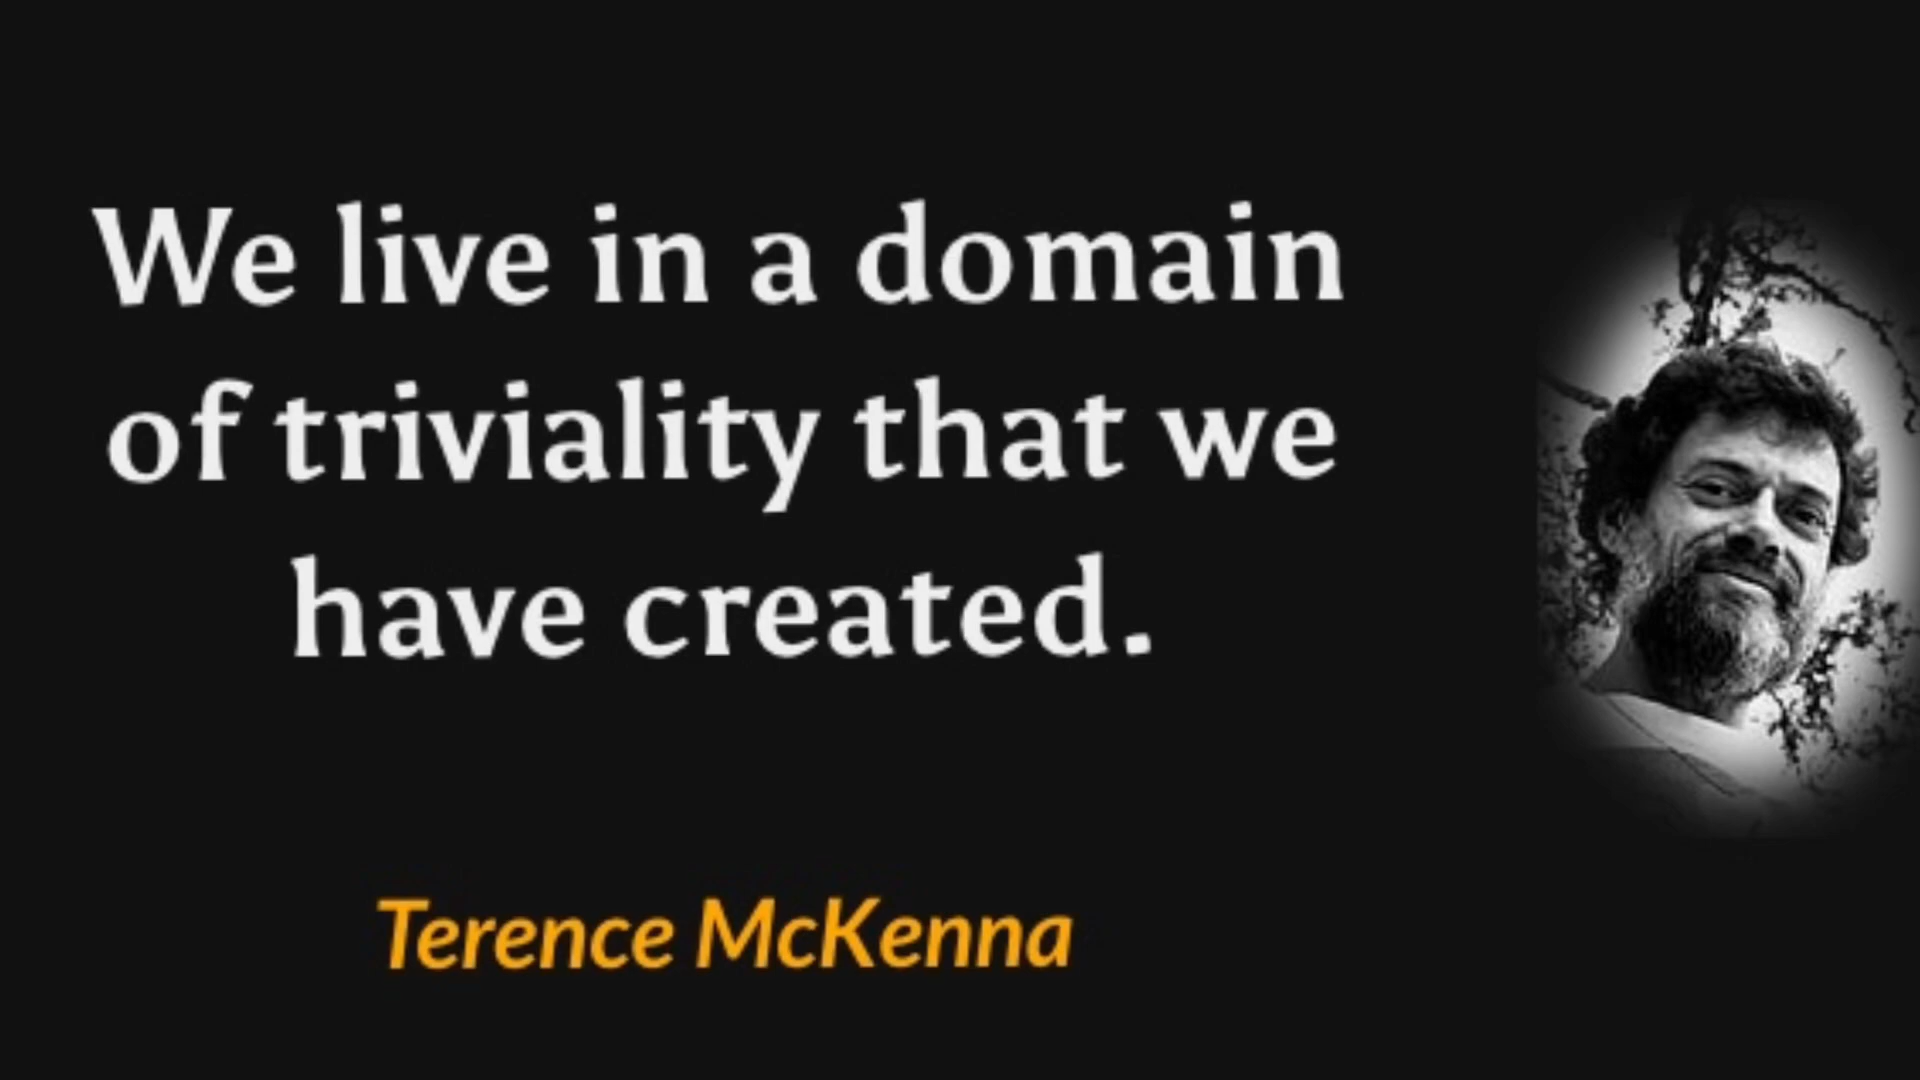 We live in a domain
of triviality that we
have created.
Terence McKenna